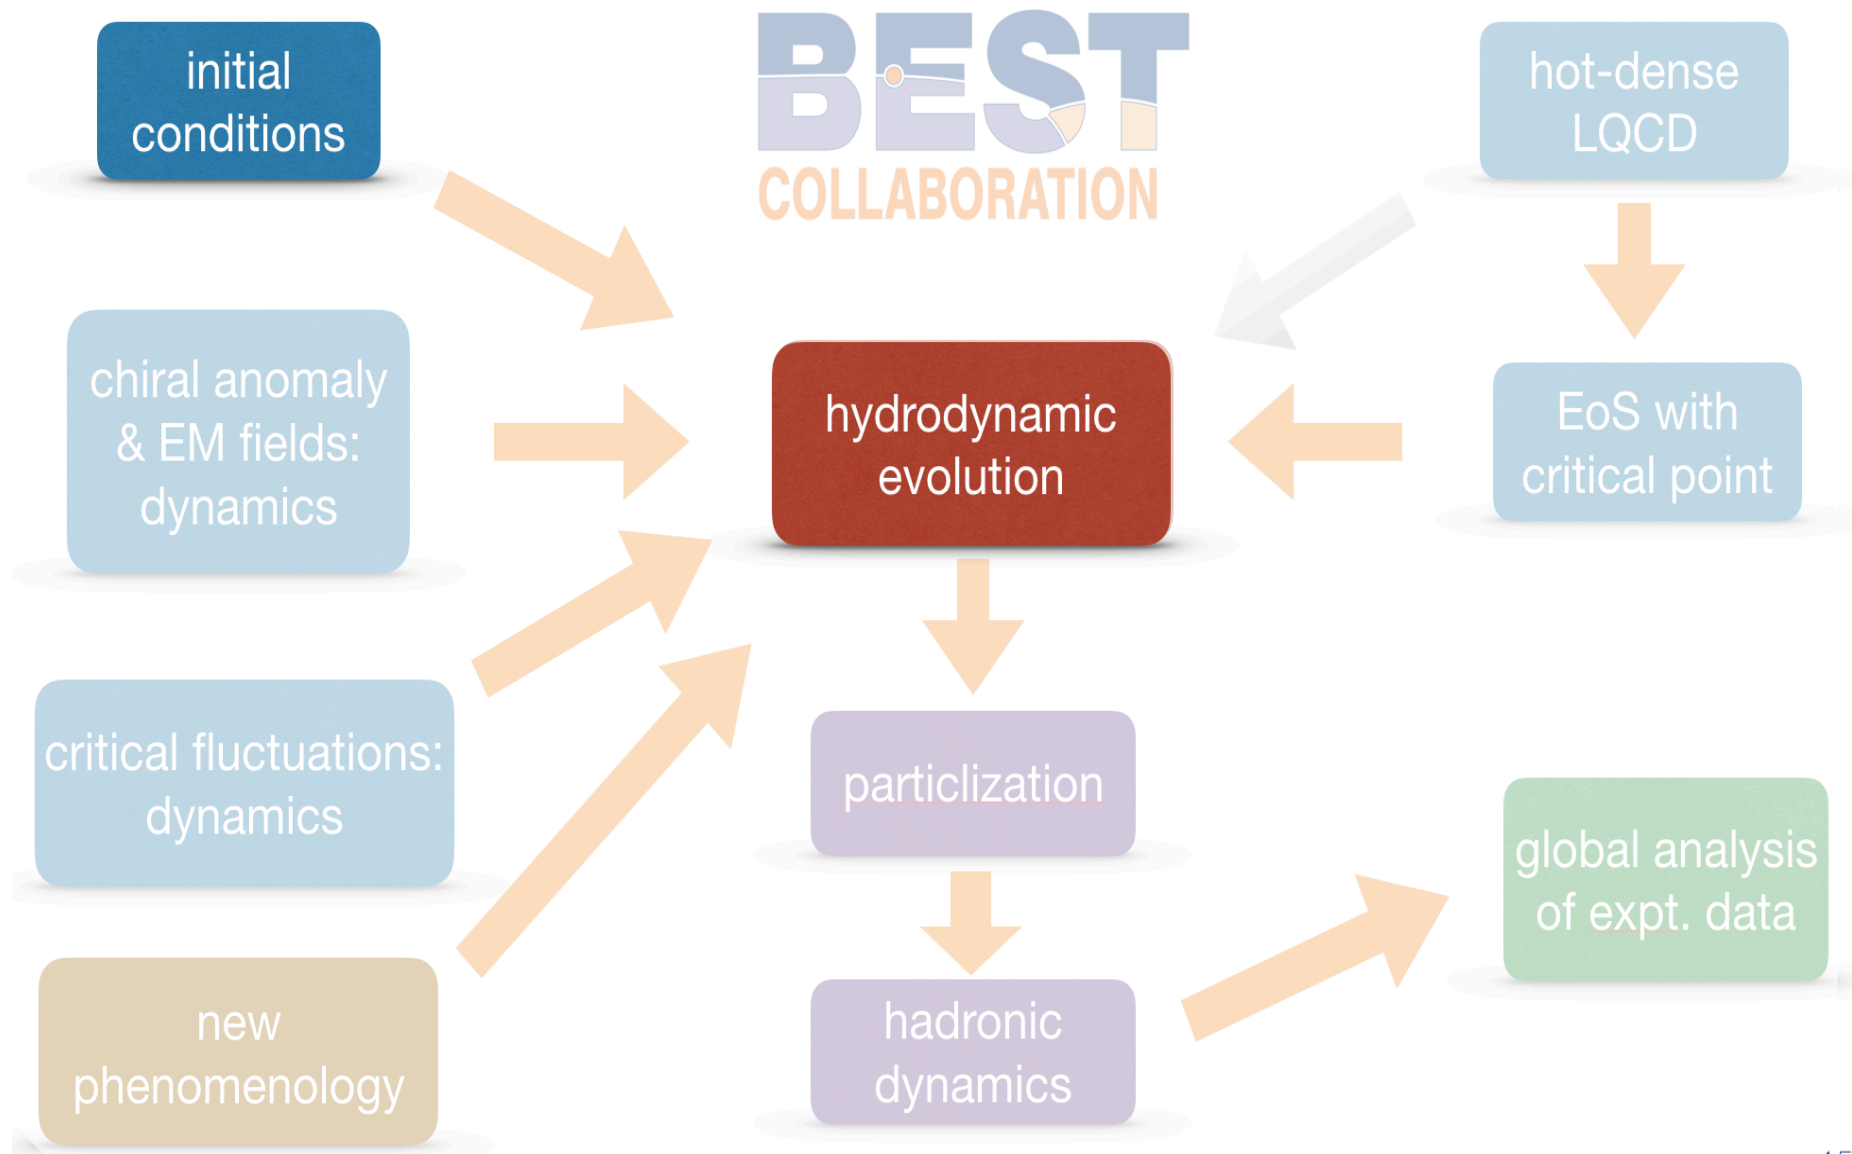 initial
conditions
BEST
COLLABORATION
hot-dense
LQCD
chiral anomaly
& EM fields:
dynamics
hydrodynamic
evolution
EoS with
critical point
critical fluctuations:
dynamics
particlization
global analysis
of expt. data
new
phenomenology
hadronic
dynamics